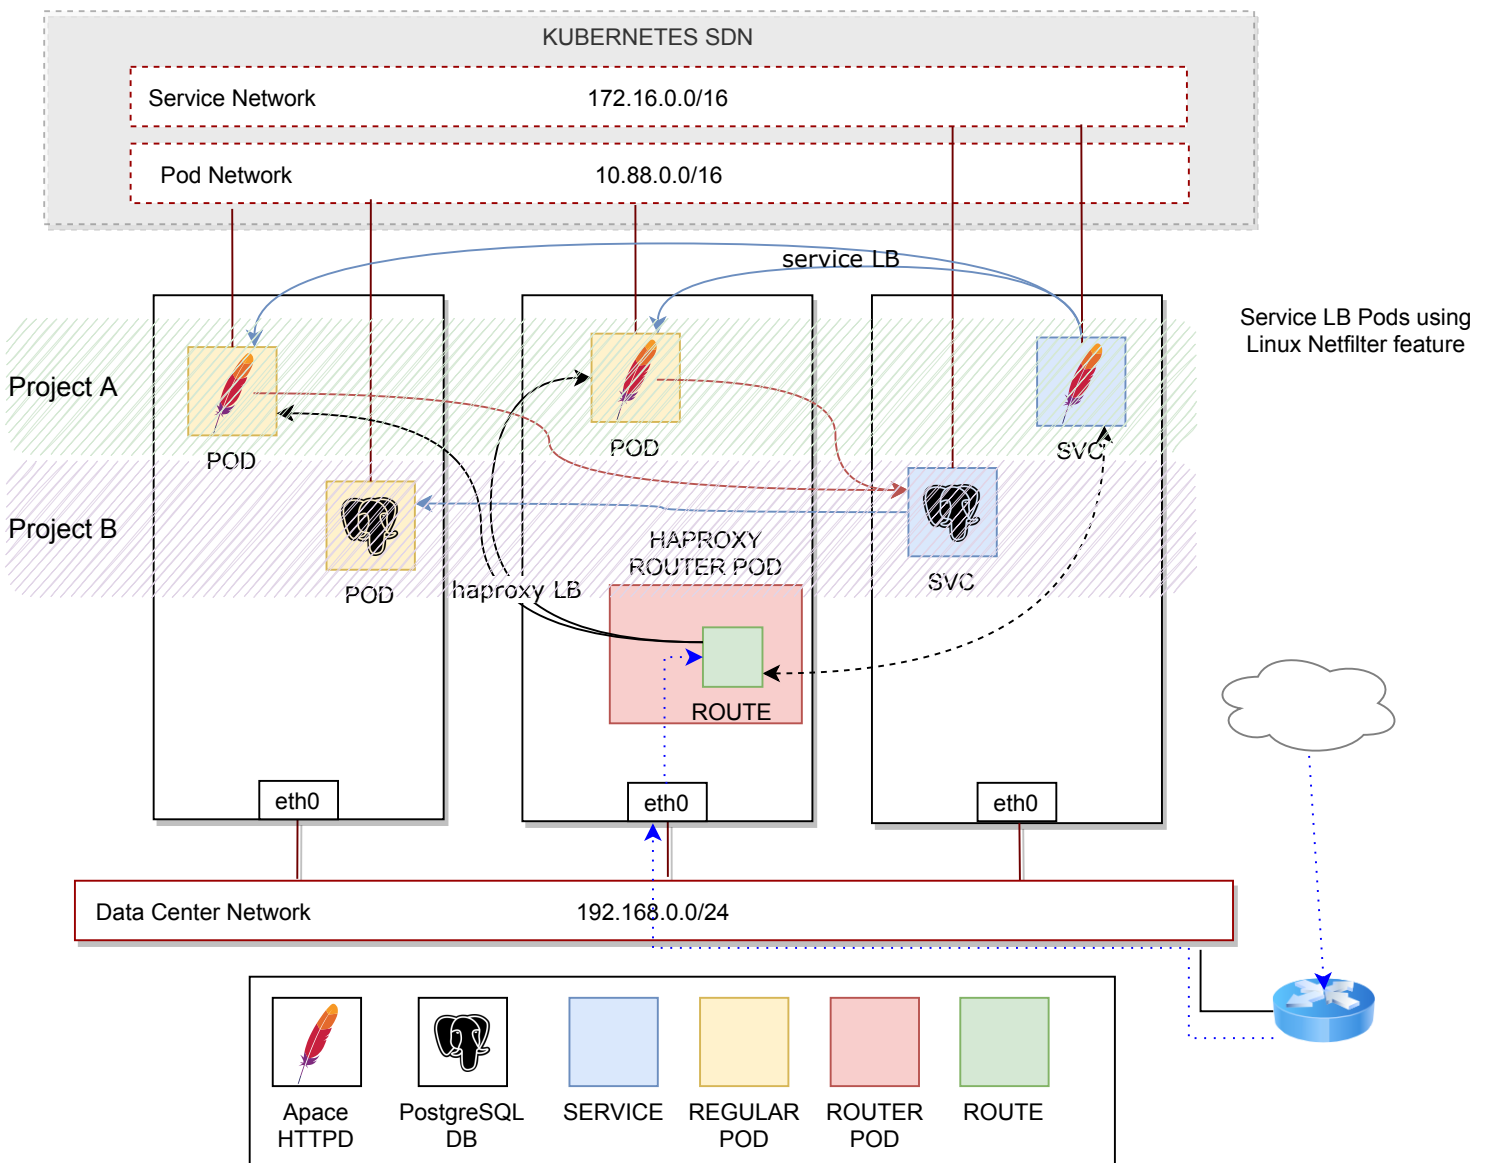 KUBERNETES SDN
Service Network 172.16.0.0/16
Pod Network 10.88.0.0/16
service LB
Service LB Pods using
Linux Netfilter feature
Project A
POD
POD
SVC
Project B
POD
HAPROXY
ROUTER POD
SVC
haproxy LB
ROUTE
eth0
eth0
eth0
Data Center Network 192.168.0.0/24
Apace
HTTPD
PostgreSQL
DB
SERVICE
REGULAR
POD
ROUTER
POD
ROUTE